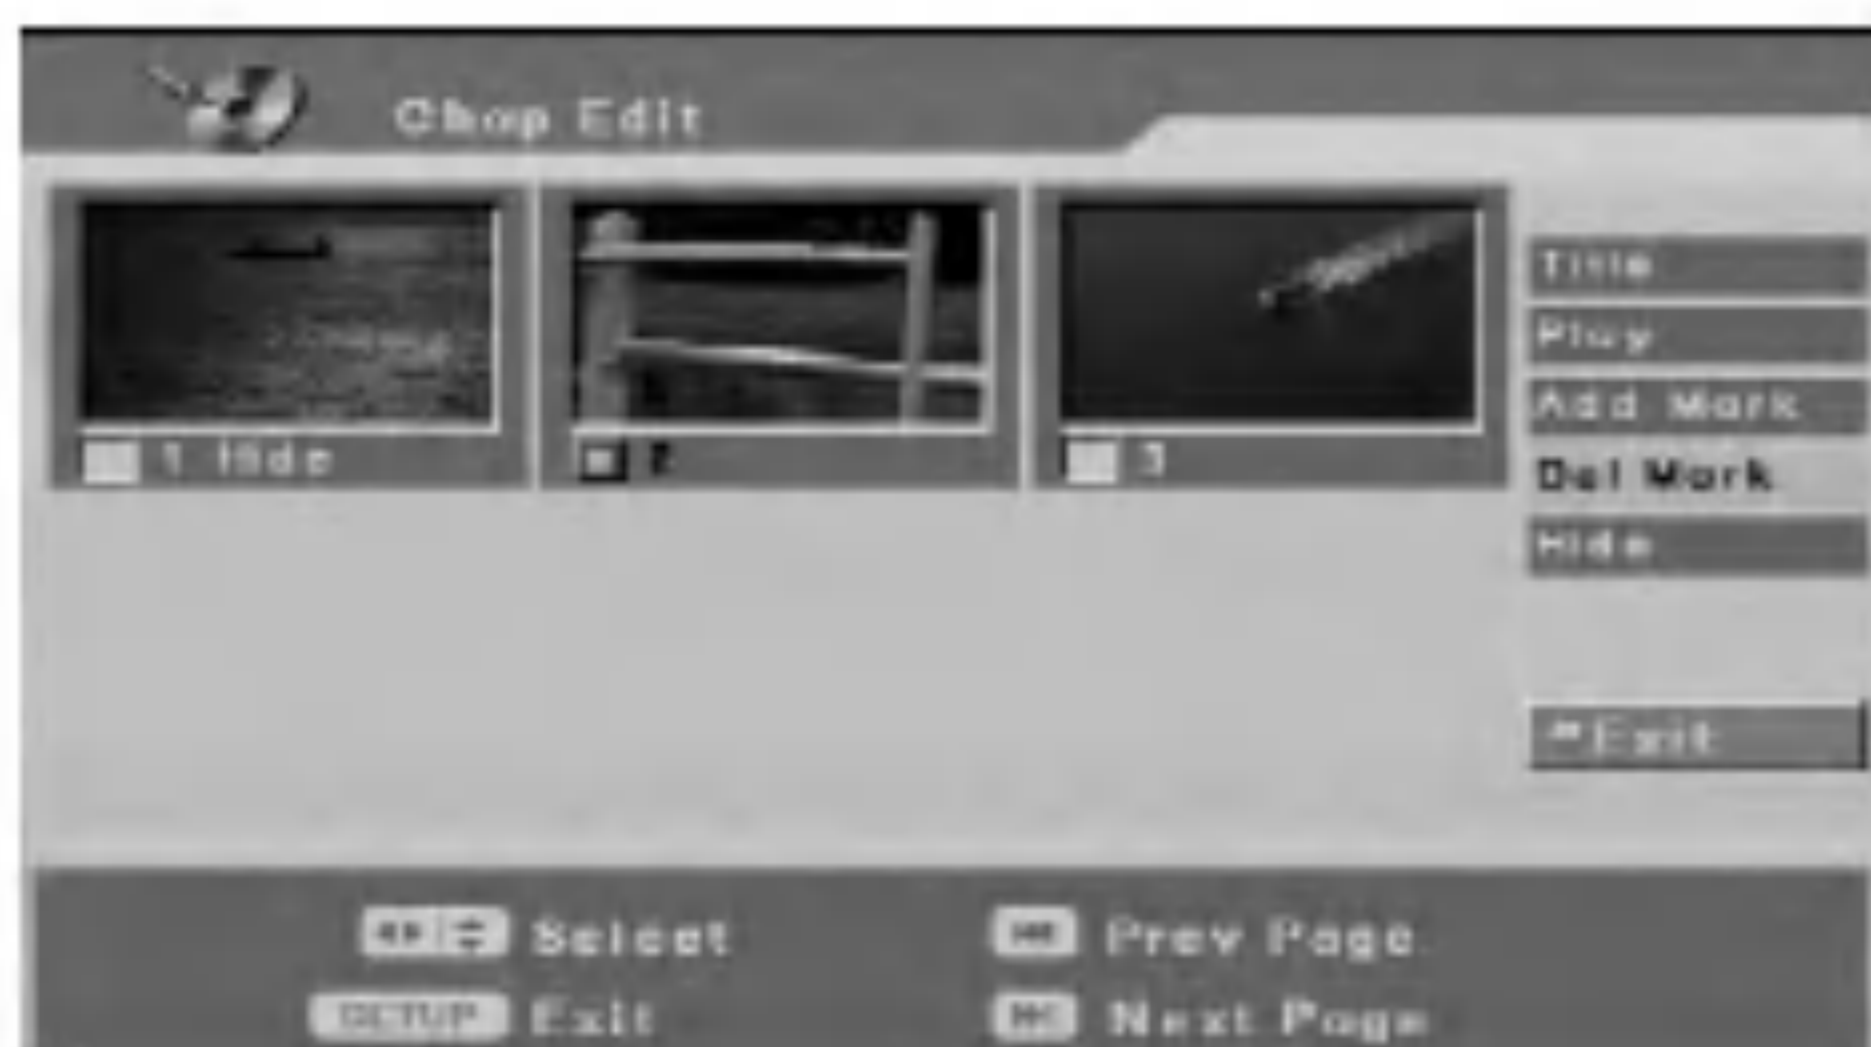 Chap Edit
1 Hide
2
3
Title
Play
Add Mark
Del Mark
Hide
Exit
Select
Prev Page
SETUP Exit
Next Page